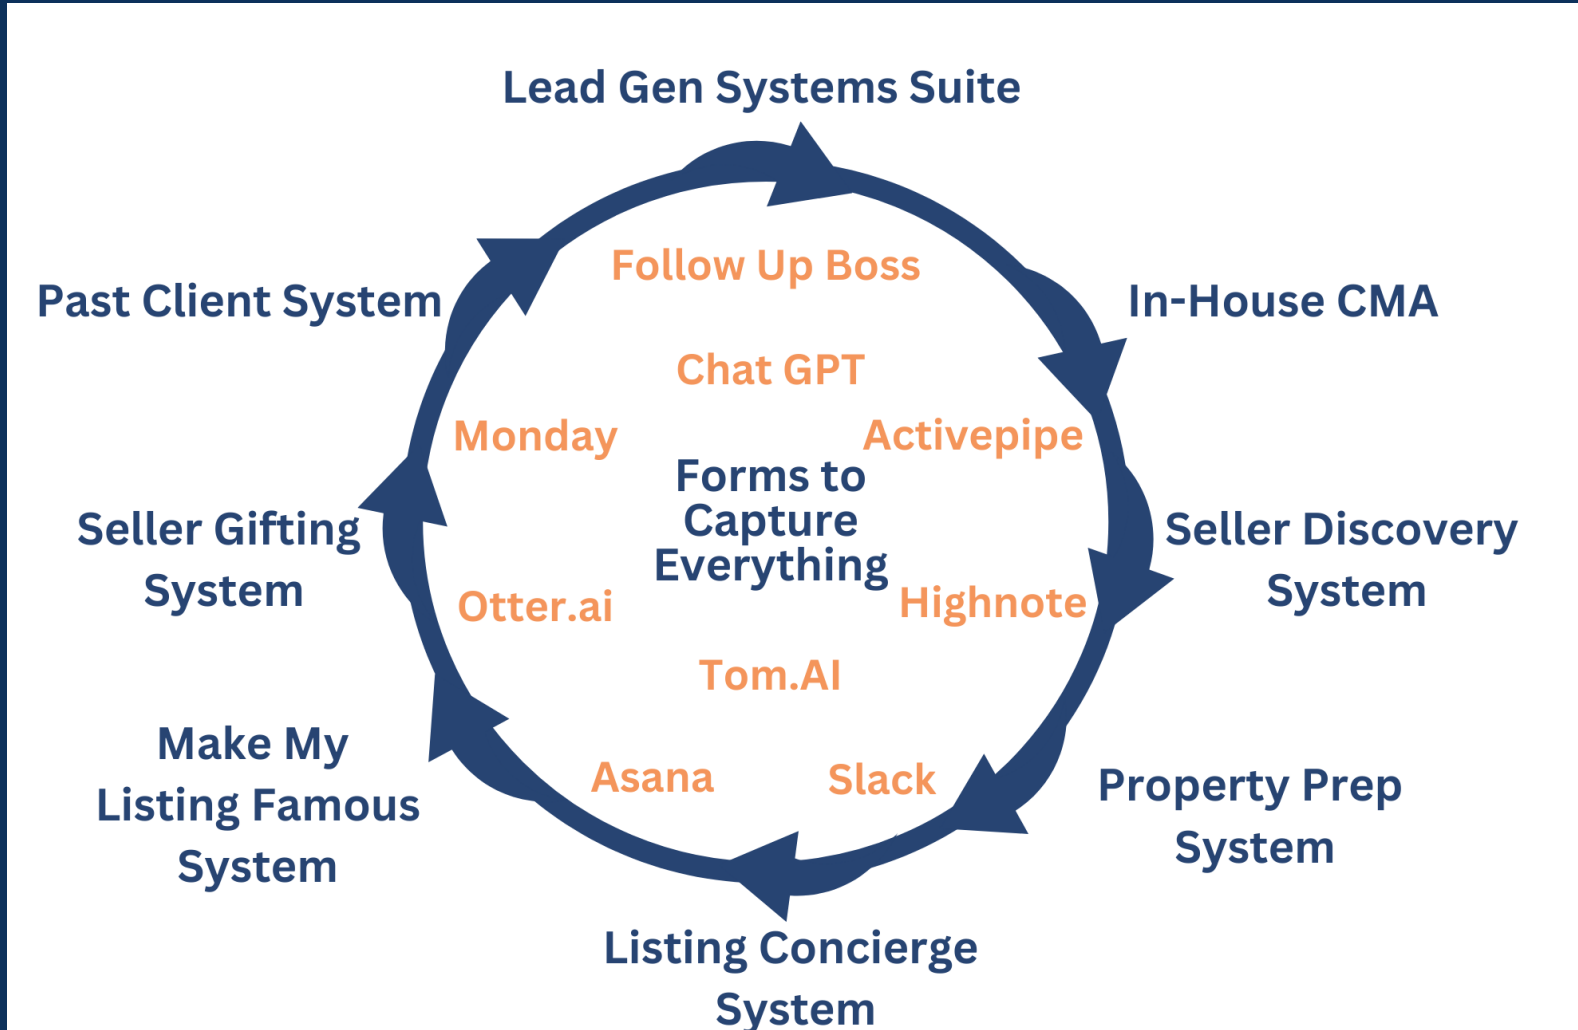 Lead Gen Systems Suite
Follow Up Boss
Past Client System
In-House CMA
Chat GPT
Monday
Activepipe
Forms to
Capture
Everything
Seller Gifting
System
Seller Discovery
System
Otter.ai
Highnote
Tom.AI
Make My
Listing Famous
System
Asana
Slack
Property Prep
System
Listing Concierge
System